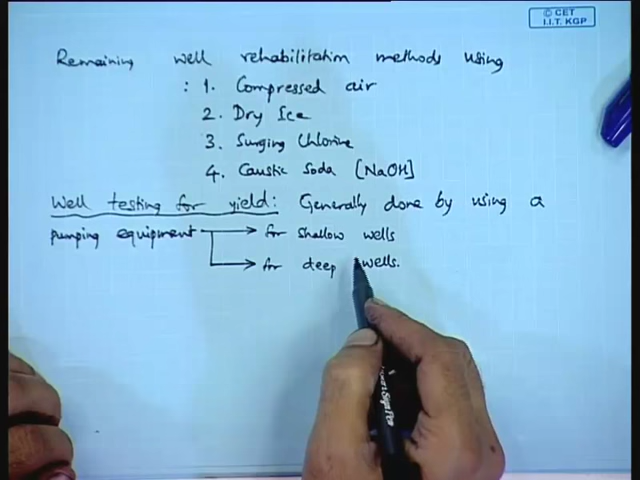 © CET
I.I.T. KGP
Remaining well rehabilitation methods using
: 1. Compressed air
2. Dry Ice
3. Surging Chlorine
4. Caustic Soda [NaOH]
Well testing for yield: Generally done by using a
pumping equipment → for shallow wells
→ for deep wells.